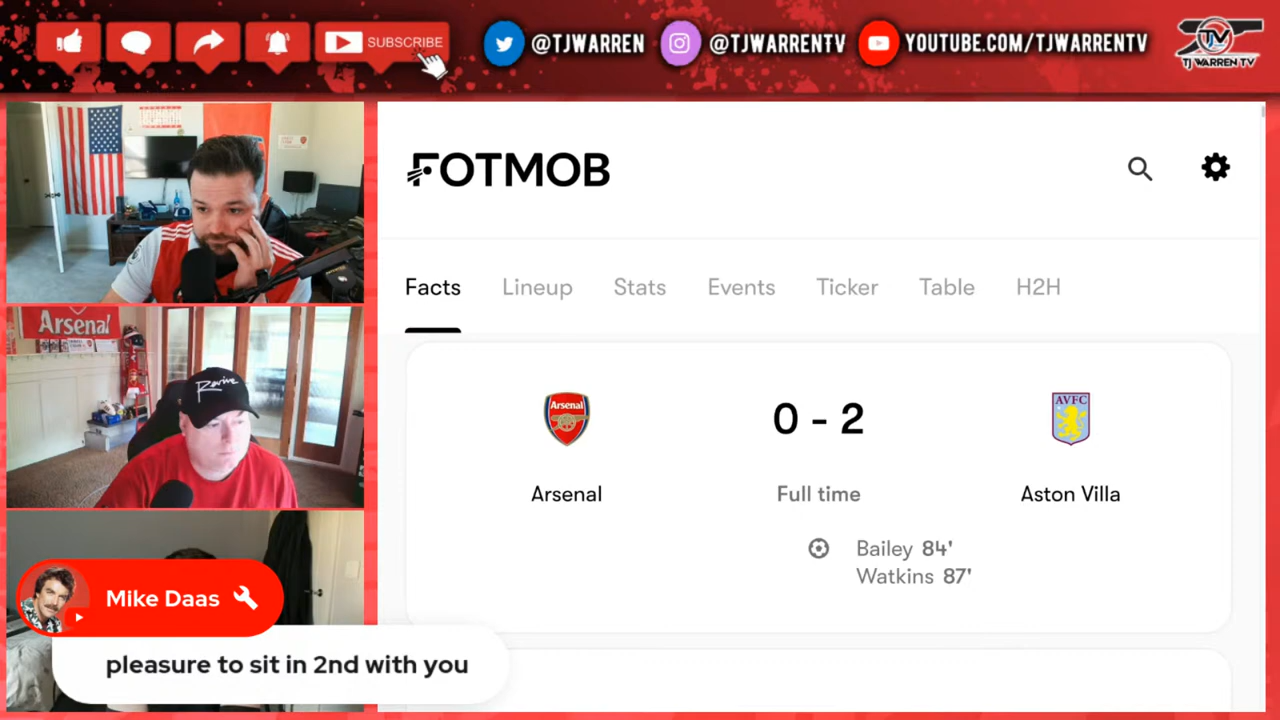 SUBSCRIBE
@TJWARREN
@TJWARRENTV
YOUTUBE.COM/TJWARRENTV
TV
TJ WARREN TV
Arsenal
Revive
FOTMOB
Facts
Lineup
Stats
Events
Ticker
Table
H2H
Arsenal
0 - 2
AVFC
Arsenal
Full time
Aston Villa
Bailey 84'
Watkins 87'
Mike Daas
pleasure to sit in 2nd with you